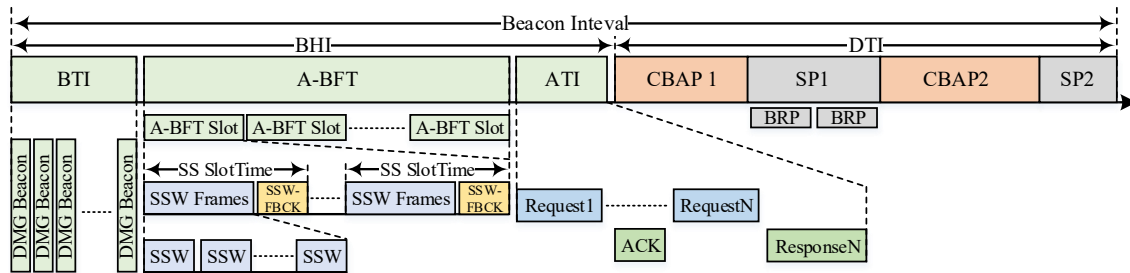 Beacon Inteval
BHI
DTI
BTI
A-BFT
ATI
CBAP 1
SP1
CBAP2
SP2
BRP
BRP
A-BFT Slot
A-BFT Slot
A-BFT Slot
SS SlotTime
SS SlotTime
DMG Beacon
DMG Beacon
DMG Beacon
DMG Beacon
SSW Frames
SSW-
FBCK
SSW Frames
SSW-
FBCK
Request1
RequestN
SSW
SSW
SSW
ACK
ResponseN